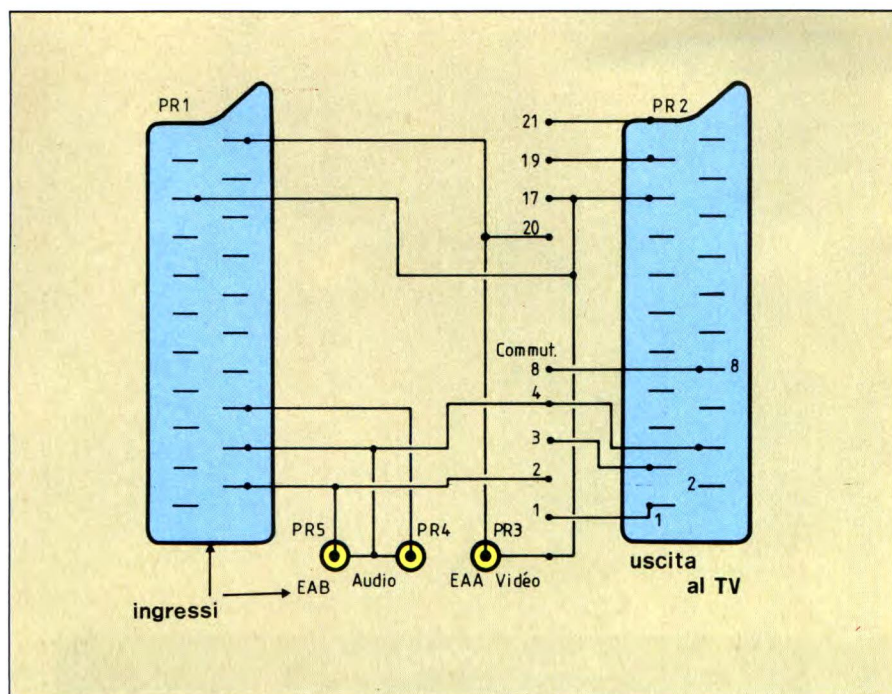 PR1
PR2
21
19
17
20
Commut.
8
8
4
3
2
2
1
1
PR5
PR4
PR3
EAB
Audio
EAA Vidéo
ingressi
uscita
al TV